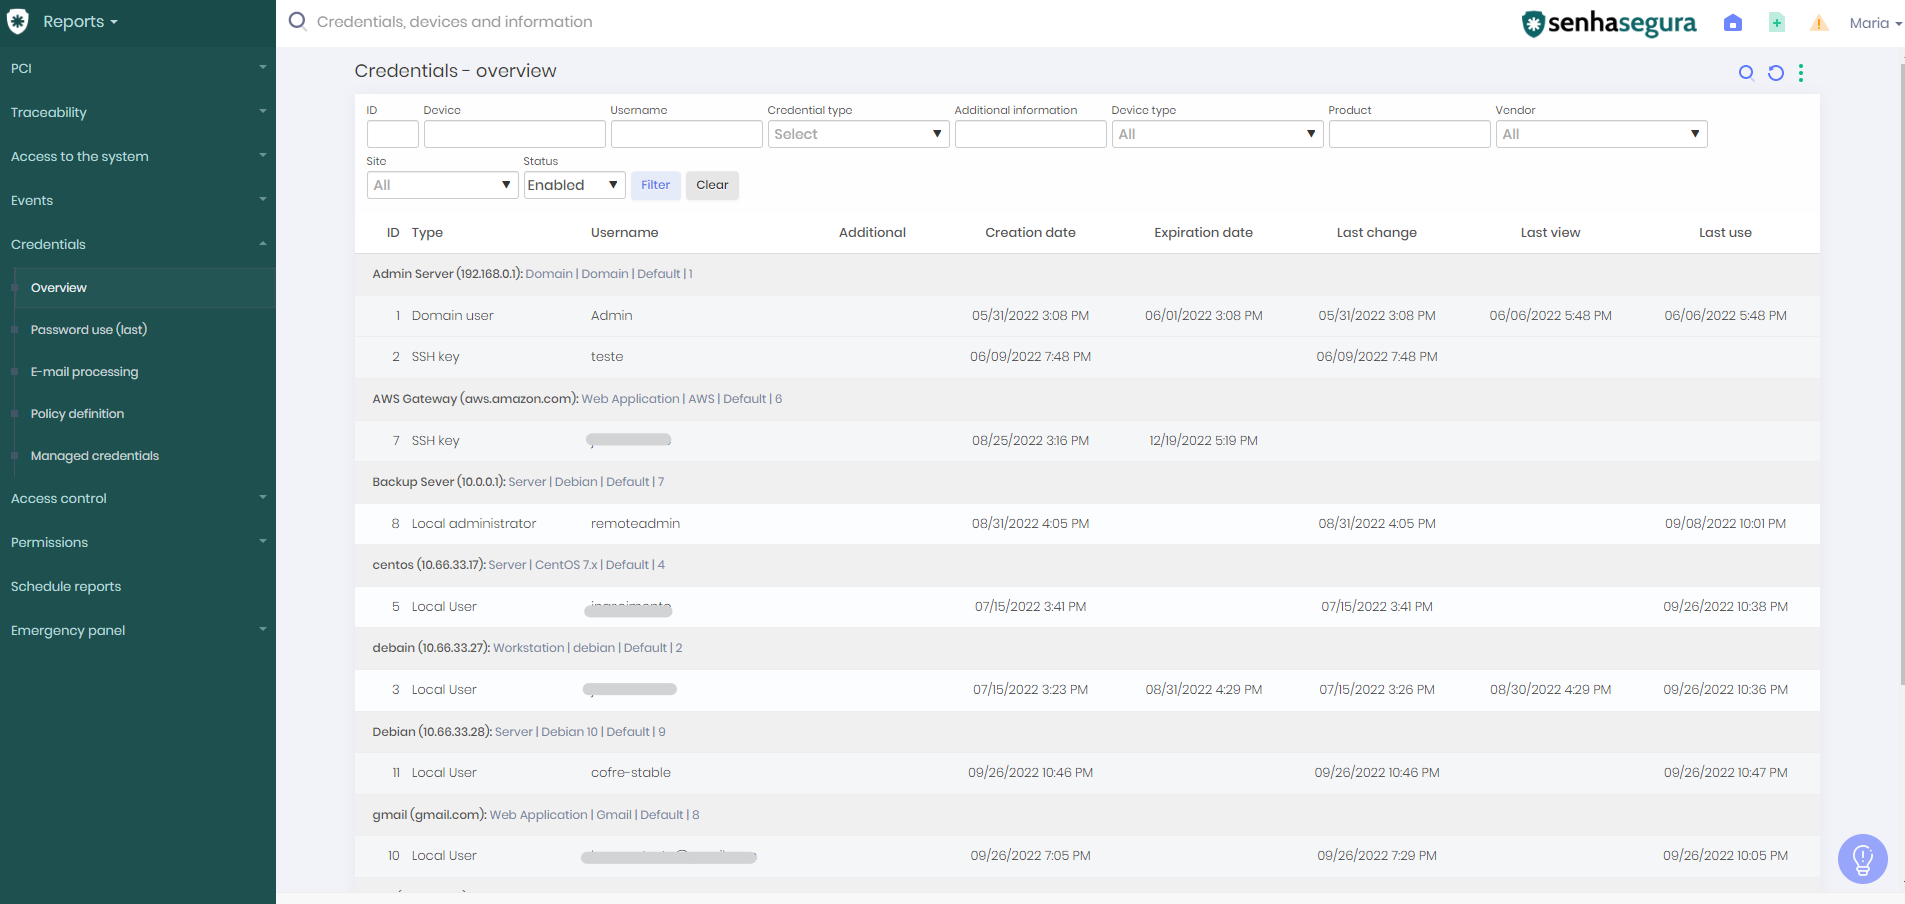 Reports
Credentials, devices and information
senhasegura
Maria
PCI
Traceability
Access to the system
Events
Credentials
Overview
Password use (last)
E-mail processing
Policy definition
Managed credentials
Access control
Permissions
Schedule reports
Emergency panel
Credentials - overview
ID Device Username Credential type Additional information Device type Product Vendor
Select All All
Site Status
All Enabled Filter Clear
ID Type Username Additional Creation date Expiration date Last change Last view Last use
Admin Server (192.168.0.1): Domain | Domain | Default | 1
1 Domain user Admin 05/31/2022 3:08 PM 06/01/2022 3:08 PM 05/31/2022 3:08 PM 06/06/2022 5:48 PM 06/06/2022 5:48 PM
2 SSH key teste 06/09/2022 7:48 PM 06/09/2022 7:48 PM
AWS Gateway (aws.amazon.com): Web Application | AWS | Default | 6
7 SSH key 08/25/2022 3:16 PM 12/19/2022 5:19 PM
Backup Sever (10.0.0.1): Server | Debian | Default | 7
8 Local administrator remoteadmin 08/31/2022 4:05 PM 08/31/2022 4:05 PM 09/08/2022 10:01 PM
centos (10.66.33.17): Server | CentOS 7.x | Default | 4
5 Local User 07/15/2022 3:41 PM 07/15/2022 3:41 PM 09/26/2022 10:38 PM
debain (10.66.33.27): Workstation | debian | Default | 2
3 Local User 07/15/2022 3:23 PM 08/31/2022 4:29 PM 07/15/2022 3:26 PM 08/30/2022 4:29 PM 09/26/2022 10:36 PM
Debian (10.66.33.28): Server | Debian 10 | Default | 9
11 Local User cofre-stable 09/26/2022 10:46 PM 09/26/2022 10:46 PM 09/26/2022 10:47 PM
gmail (gmail.com): Web Application | Gmail | Default | 8
10 Local User 09/26/2022 7:05 PM 09/26/2022 7:29 PM 09/26/2022 10:05 PM